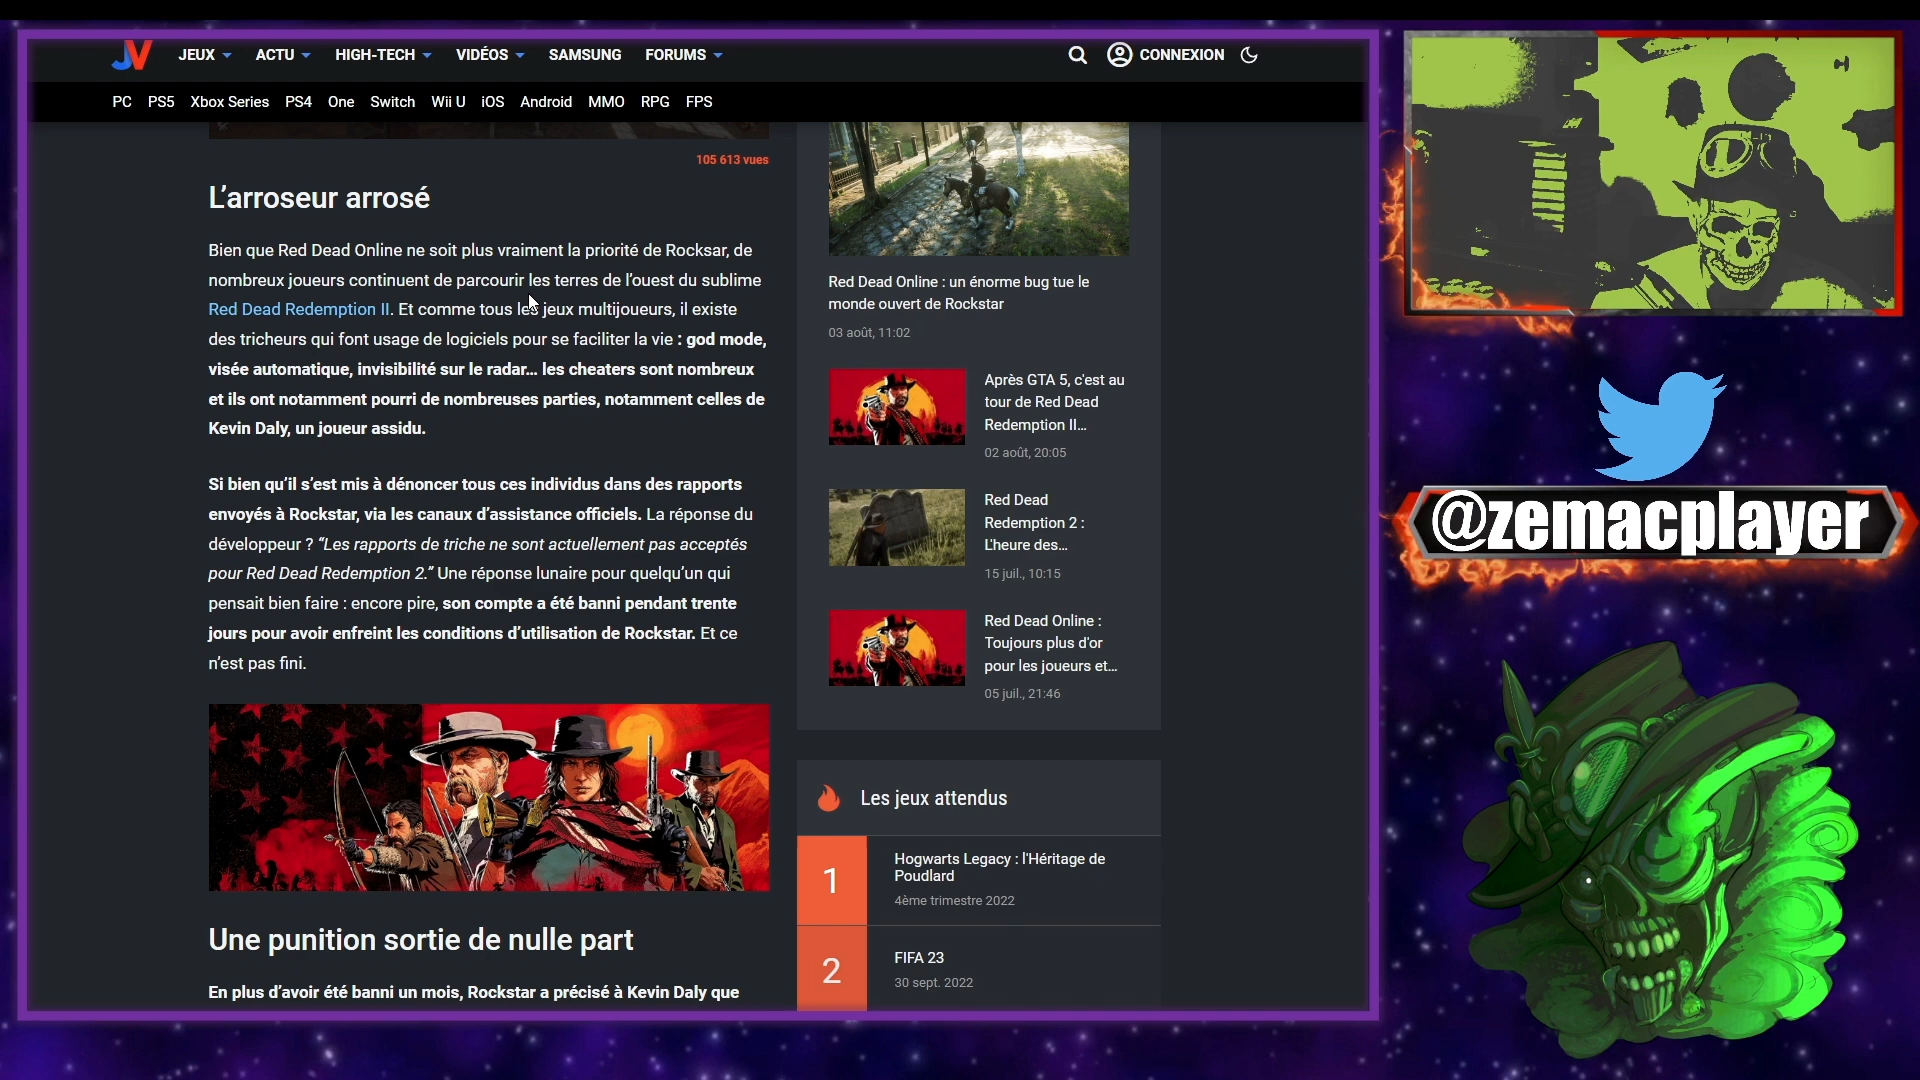 JV
JEUX ACTU HIGH-TECH VIDÉOS SAMSUNG FORUMS CONNEXION
PC PS5 Xbox Series PS4 One Switch Wii U iOS Android MMO RPG FPS
105 613 vues
L’arroseur arrosé
Bien que Red Dead Online ne soit plus vraiment la priorité de Rocksar, de
nombreux joueurs continuent de parcourir les terres de l’ouest du sublime
Red Dead Redemption II. Et comme tous les jeux multijoueurs, il existe
des tricheurs qui font usage de logiciels pour se faciliter la vie : god mode,
visée automatique, invisibilité sur le radar... les cheaters sont nombreux
et ils ont notamment pourri de nombreuses parties, notamment celles de
Kevin Daly, un joueur assidu.
Si bien qu’il s’est mis à dénoncer tous ces individus dans des rapports
envoyés à Rockstar, via les canaux d’assistance officiels. La réponse du
développeur ? “Les rapports de triche ne sont actuellement pas acceptés
pour Red Dead Redemption 2.” Une réponse lunaire pour quelqu’un qui
pensait bien faire : encore pire, son compte a été banni pendant trente
jours pour avoir enfreint les conditions d’utilisation de Rockstar. Et ce
n’est pas fini.
Une punition sortie de nulle part
En plus d’avoir été banni un mois, Rockstar a précisé à Kevin Daly que
Red Dead Online : un énorme bug tue le
monde ouvert de Rockstar
03 août, 11:02
Après GTA 5, c'est au
tour de Red Dead
Redemption II...
02 août, 20:05
Red Dead
Redemption 2 :
L'heure des...
15 juil., 10:15
Red Dead Online :
Toujours plus d'or
pour les joueurs et...
05 juil., 21:46
Les jeux attendus
1
Hogwarts Legacy : l'Héritage de
Poudlard
4ème trimestre 2022
2
FIFA 23
30 sept. 2022
@zemacplayer